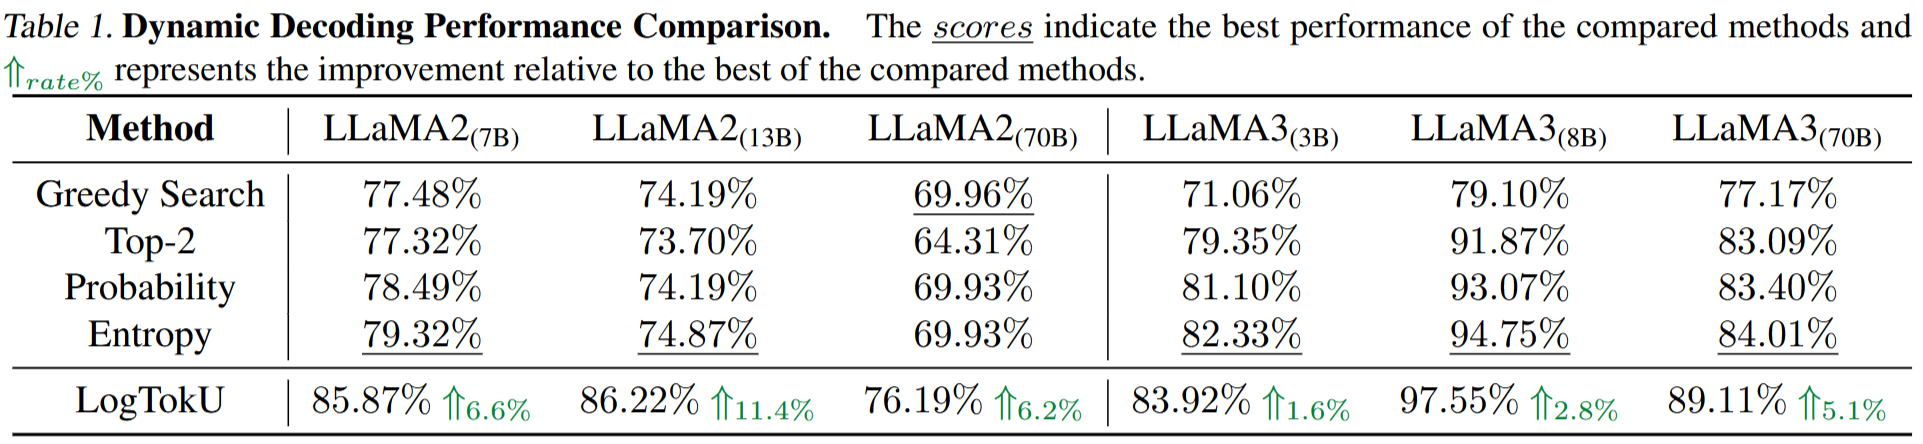 Table 1. Dynamic Decoding Performance Comparison. The scores indicate the best performance of the compared methods and
⇑rate% represents the improvement relative to the best of the compared methods.
Method LLaMA2(7B) LLaMA2(13B) LLaMA2(70B) LLaMA3(3B) LLaMA3(8B) LLaMA3(70B)
Greedy Search 77.48% 74.19% 69.96% 71.06% 79.10% 77.17%
Top-2 77.32% 73.70% 64.31% 79.35% 91.87% 83.09%
Probability 78.49% 74.19% 69.93% 81.10% 93.07% 83.40%
Entropy 79.32% 74.87% 69.93% 82.33% 94.75% 84.01%
LogTokU 85.87% ⇑6.6% 86.22% ⇑11.4% 76.19% ⇑6.2% 83.92% ⇑1.6% 97.55% ⇑2.8% 89.11% ⇑5.1%